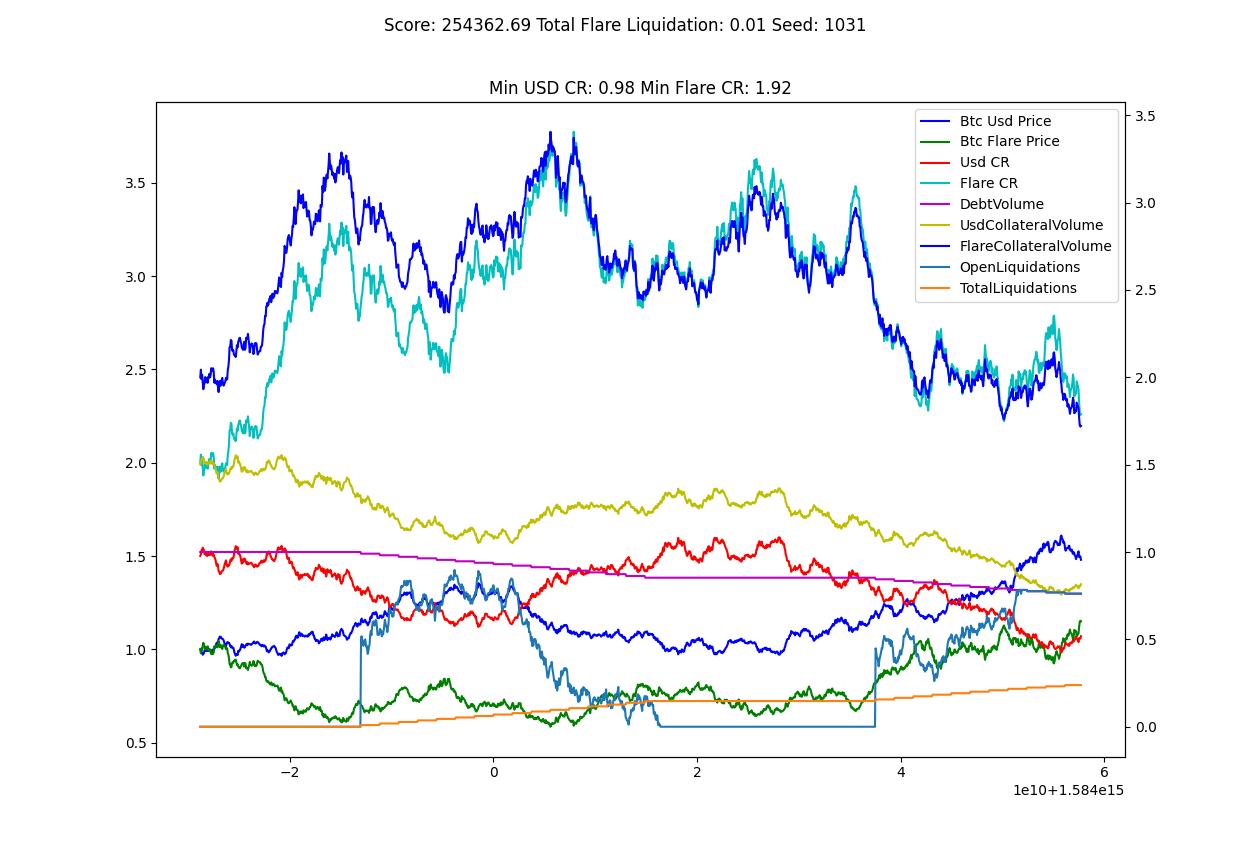 Score: 254362.69 Total Flare Liquidation: 0.01 Seed: 1031
Min USD CR: 0.98 Min Flare CR: 1.92
Btc Usd Price
Btc Flare Price
Usd CR
Flare CR
DebtVolume
UsdCollateralVolume
FlareCollateralVolume
OpenLiquidations
TotalLiquidations
3.5
3.0
2.5
2.0
1.5
1.0
0.5
3.5
3.0
2.5
2.0
1.5
1.0
0.5
0.0
−2 0 2 4 6
1e10+1.584e15